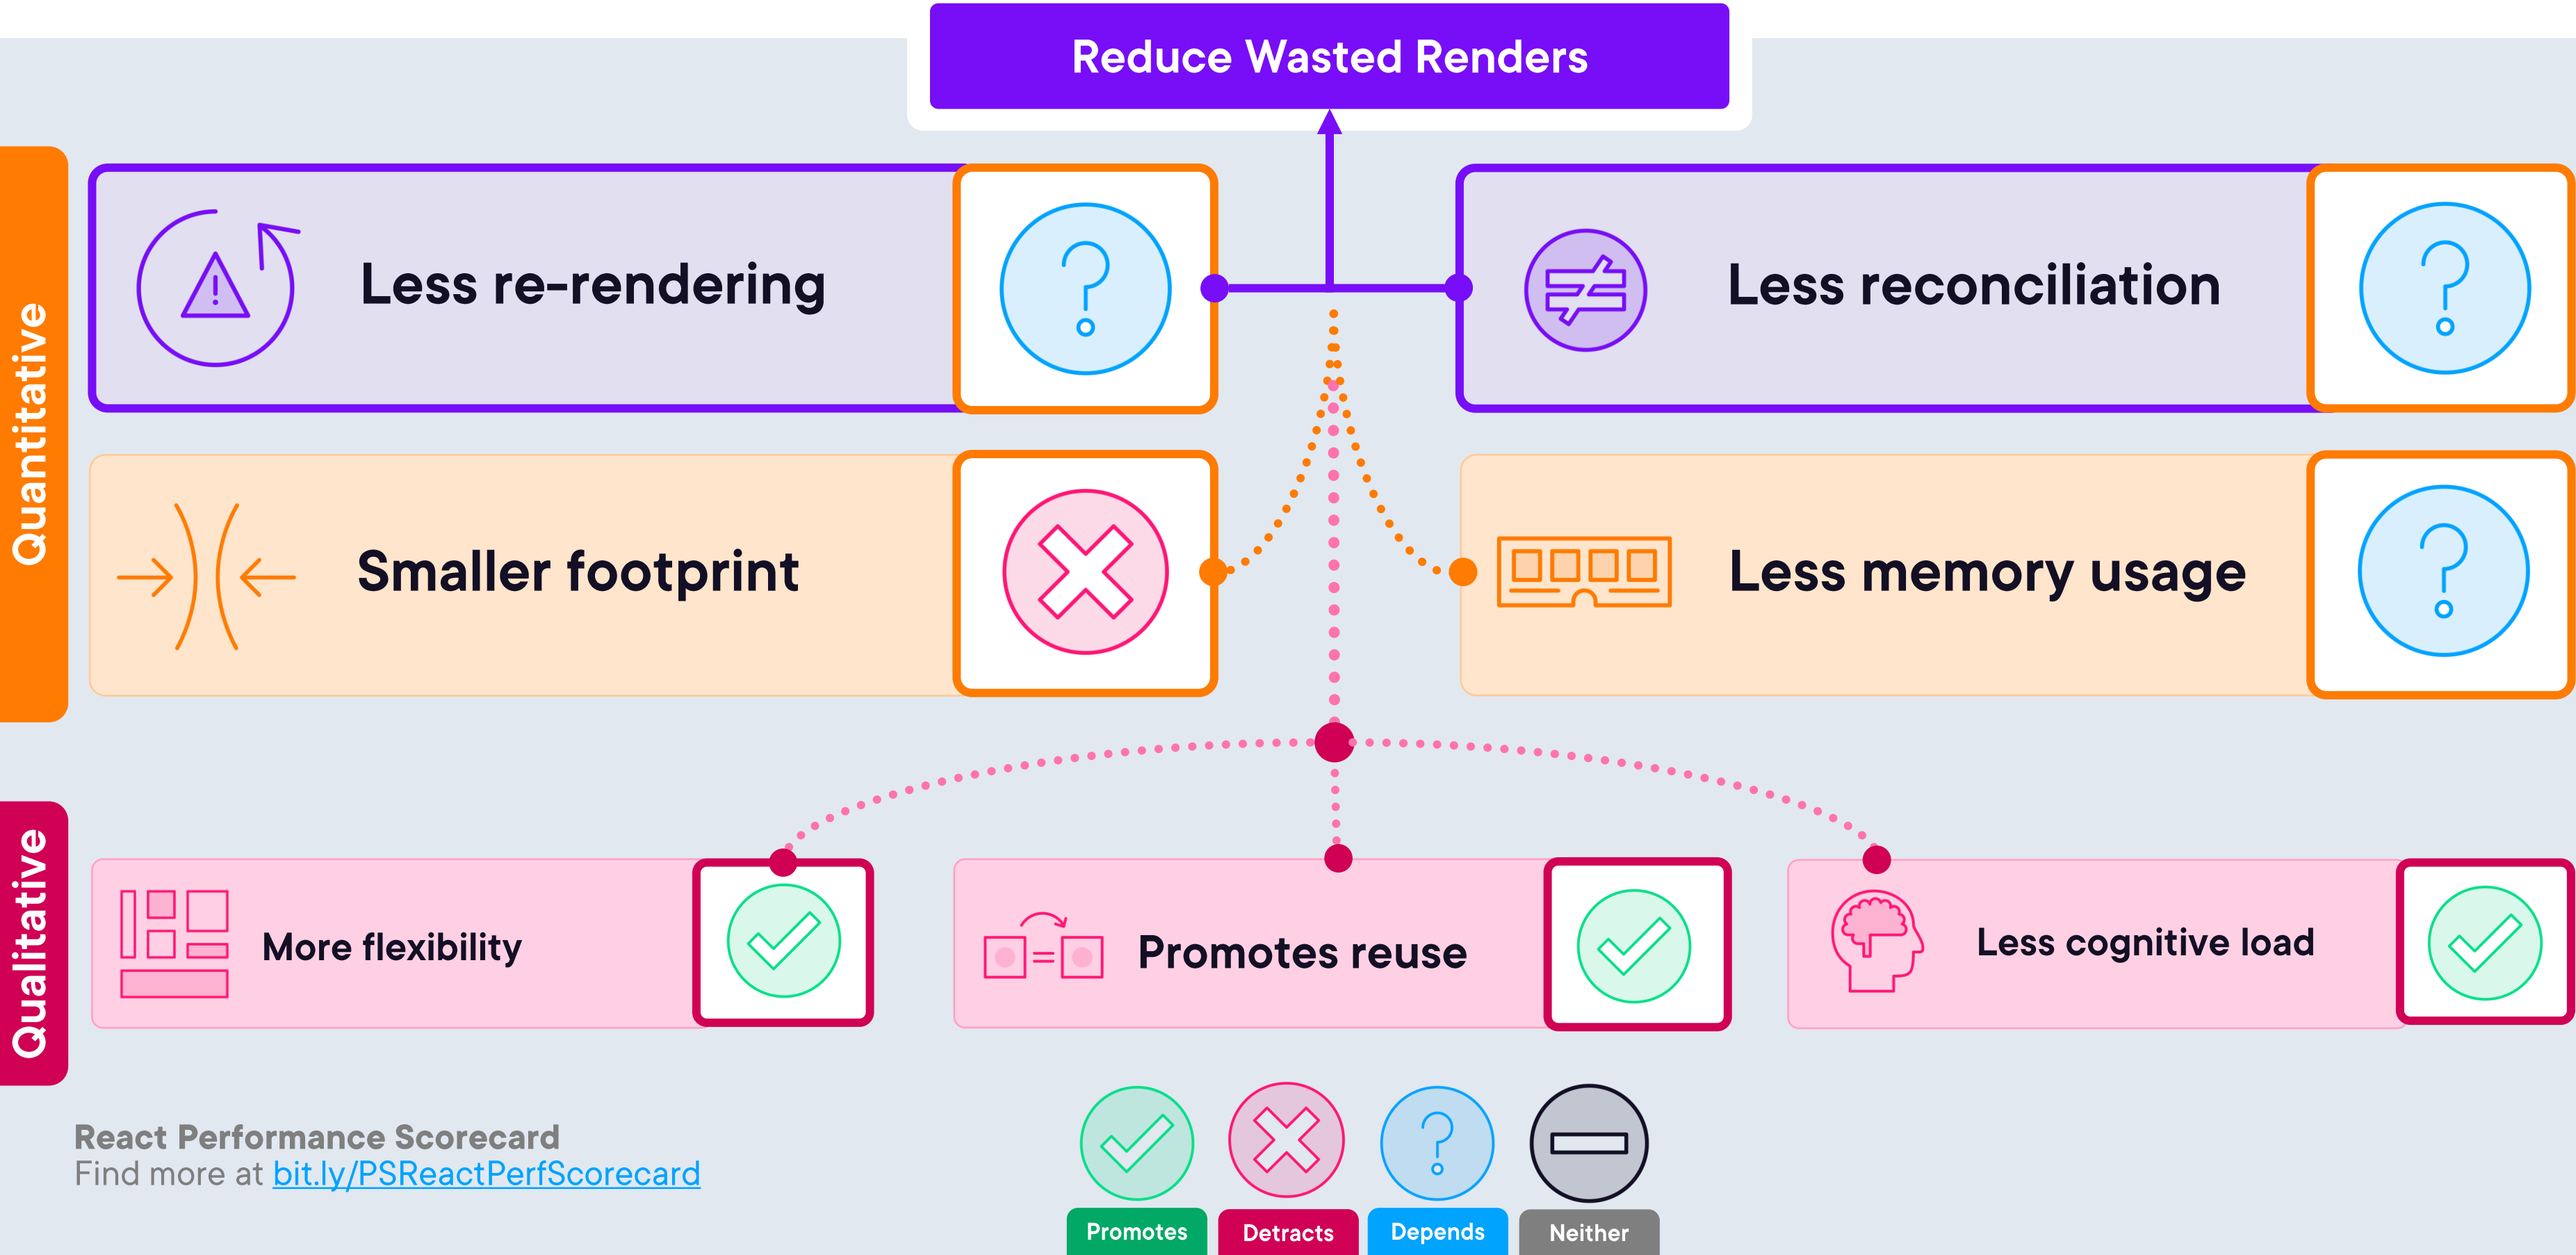 Reduce Wasted Renders
Quantitative
Less re-rendering
Less reconciliation
Smaller footprint
Less memory usage
Qualitative
More flexibility
Promotes reuse
Less cognitive load
React Performance Scorecard
Find more at bit.ly/PSReactPerfScorecard
Promotes
Detracts
Depends
Neither